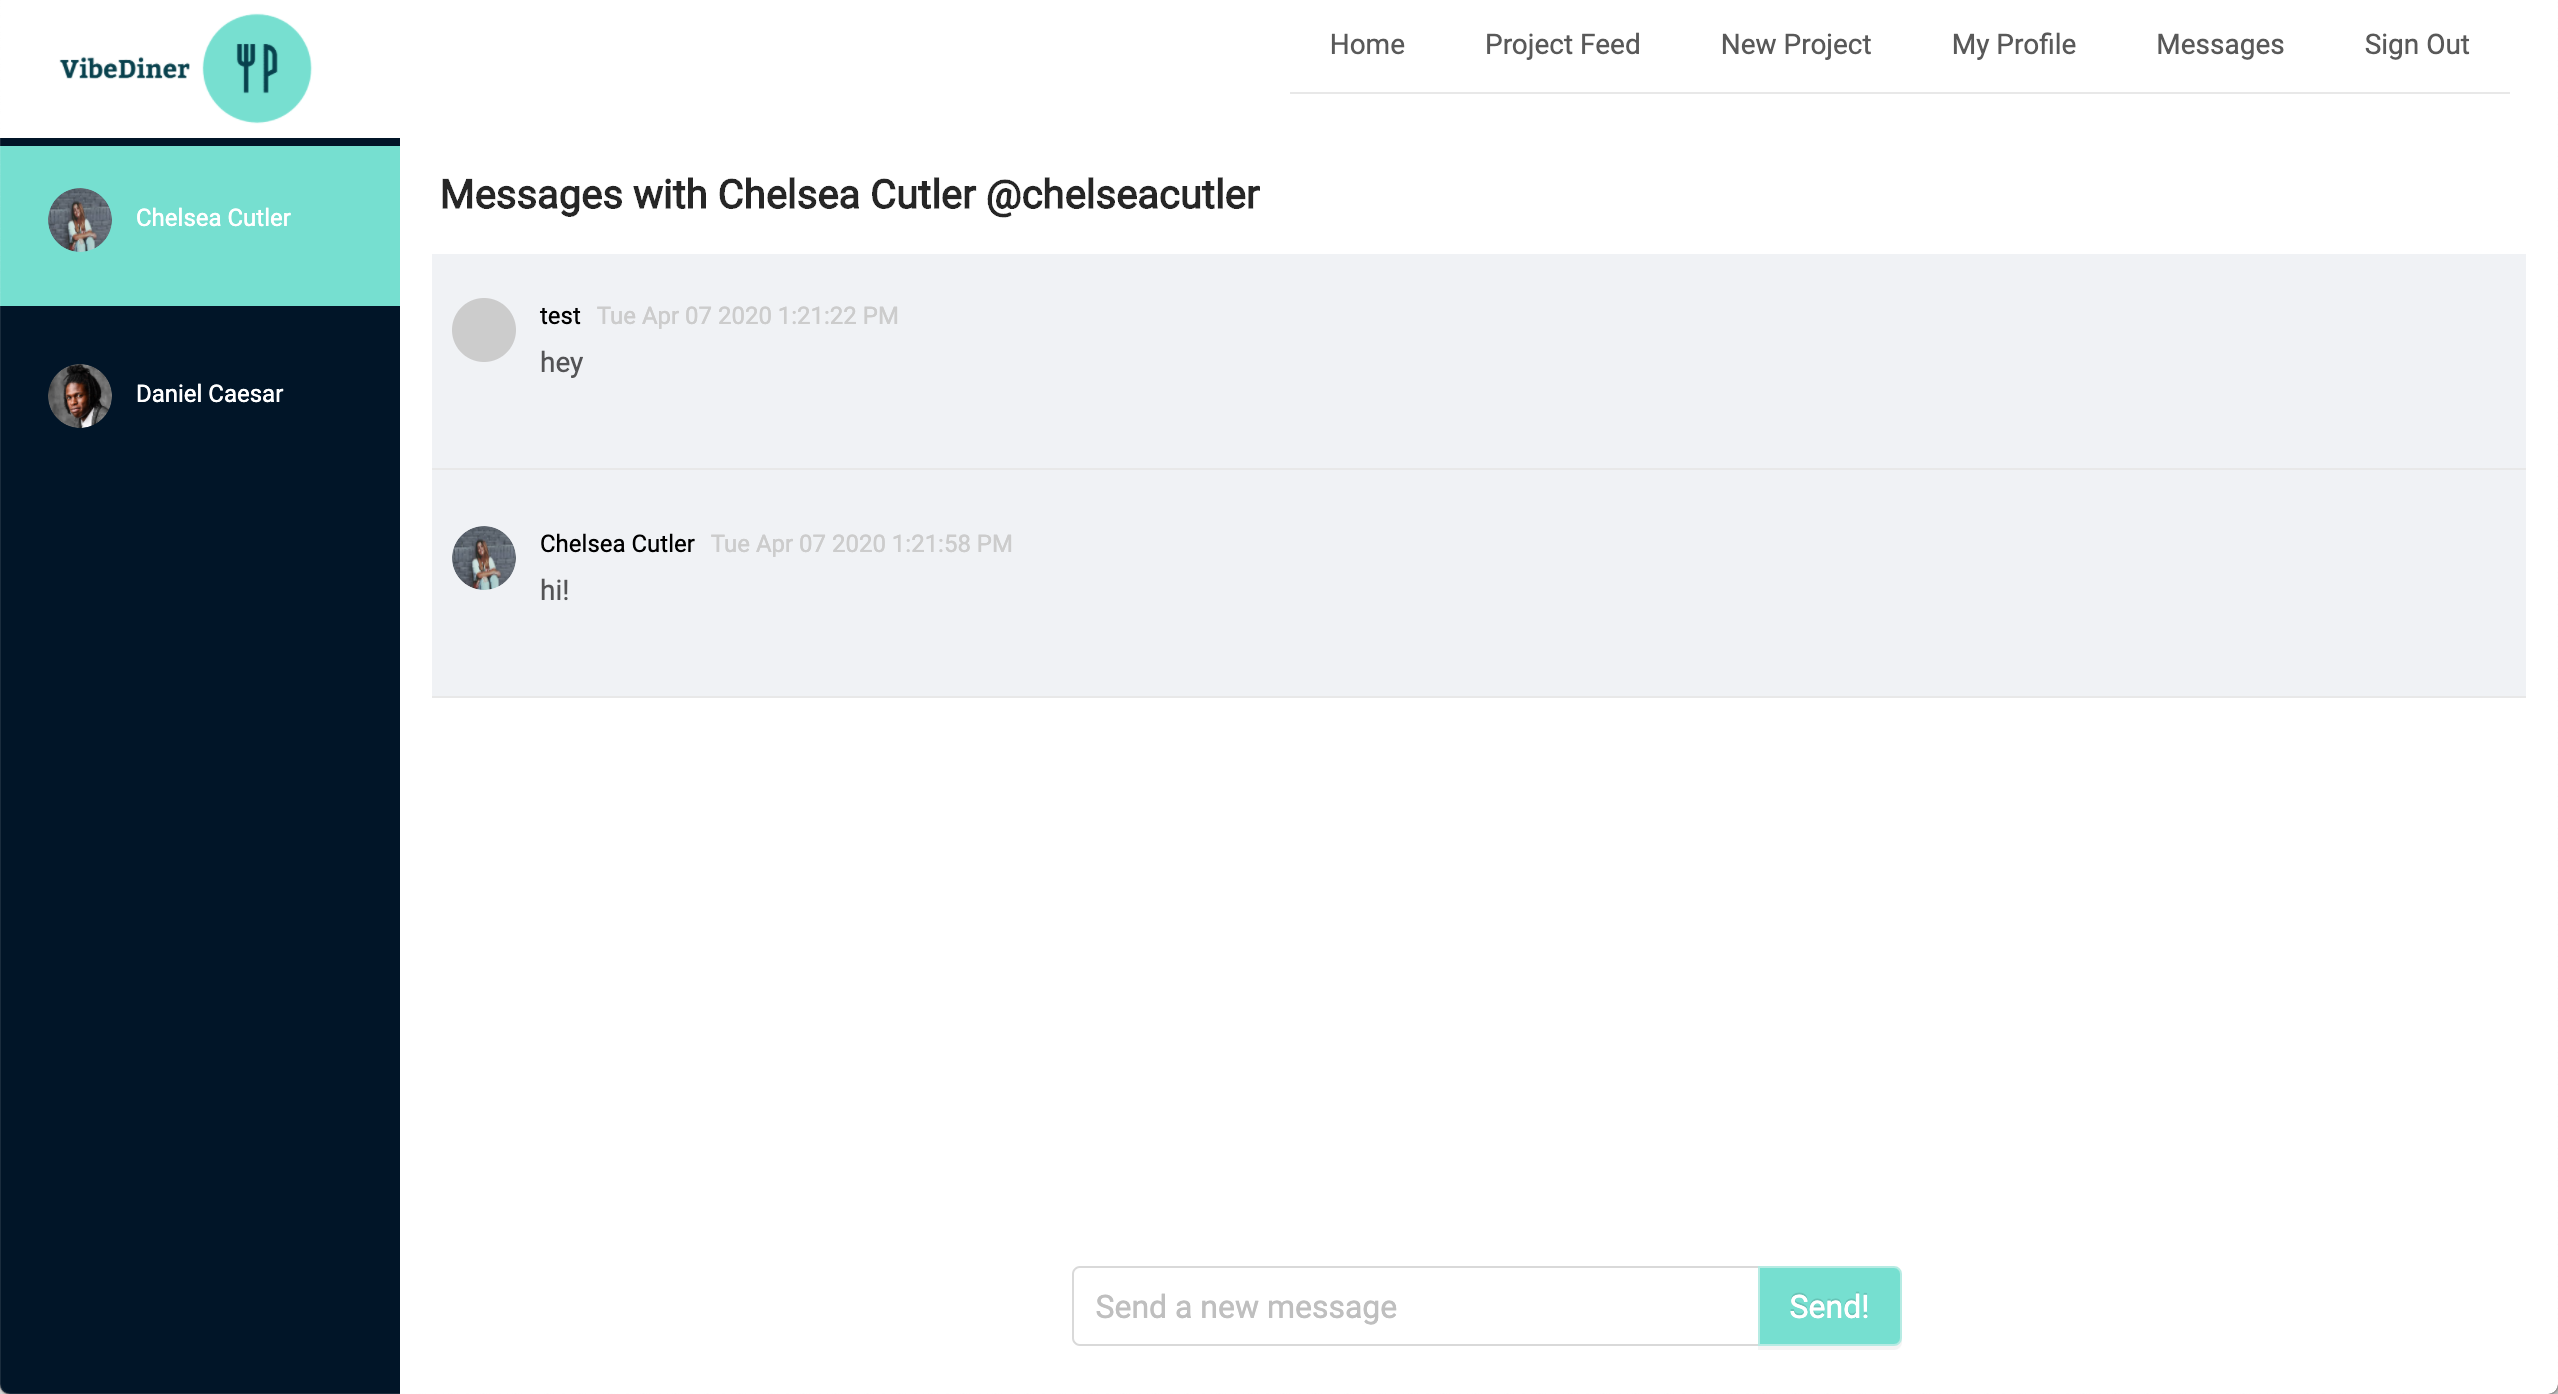 VibeDiner
Home Project Feed New Project My Profile Messages Sign Out
Chelsea Cutler
Daniel Caesar
Messages with Chelsea Cutler @chelseacutler
test Tue Apr 07 2020 1:21:22 PM
hey
Chelsea Cutler Tue Apr 07 2020 1:21:58 PM
hi!
Send a new message Send!